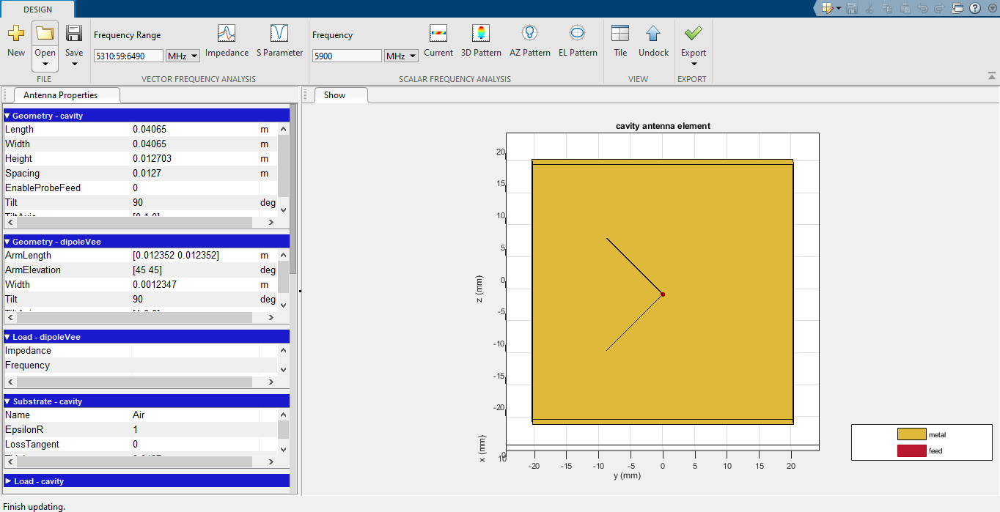 DESIGN
New
Open
Save
FILE
Frequency Range
5310:59:6490
MHz
Impedance
S Parameter
VECTOR FREQUENCY ANALYSIS
Frequency
5900
MHz
Current
3D Pattern
AZ Pattern
EL Pattern
SCALAR FREQUENCY ANALYSIS
Tile
Undock
VIEW
Export
EXPORT
Antenna Properties
Geometry - cavity
Length 0.04065 m
Width 0.04065 m
Height 0.012703 m
Spacing 0.0127 m
EnableProbeFeed 0
Tilt 90 deg
TiltAxis [0 1 0]
Geometry - dipoleVee
ArmLength [0.012352 0.012352] m
ArmElevation [45 45] deg
Width 0.0012347 m
Tilt 90 deg
Load - dipoleVee
Impedance
Frequency
Substrate - cavity
Name Air
EpsilonR 1
LossTangent 0
Load - cavity
Finish updating.
Show
cavity antenna element
20
15
10
5
0
-5
-10
-15
-20
z (mm)
x (mm)
0
10
-20 -15 -10 -5 0 5 10 15 20
y (mm)
metal
feed